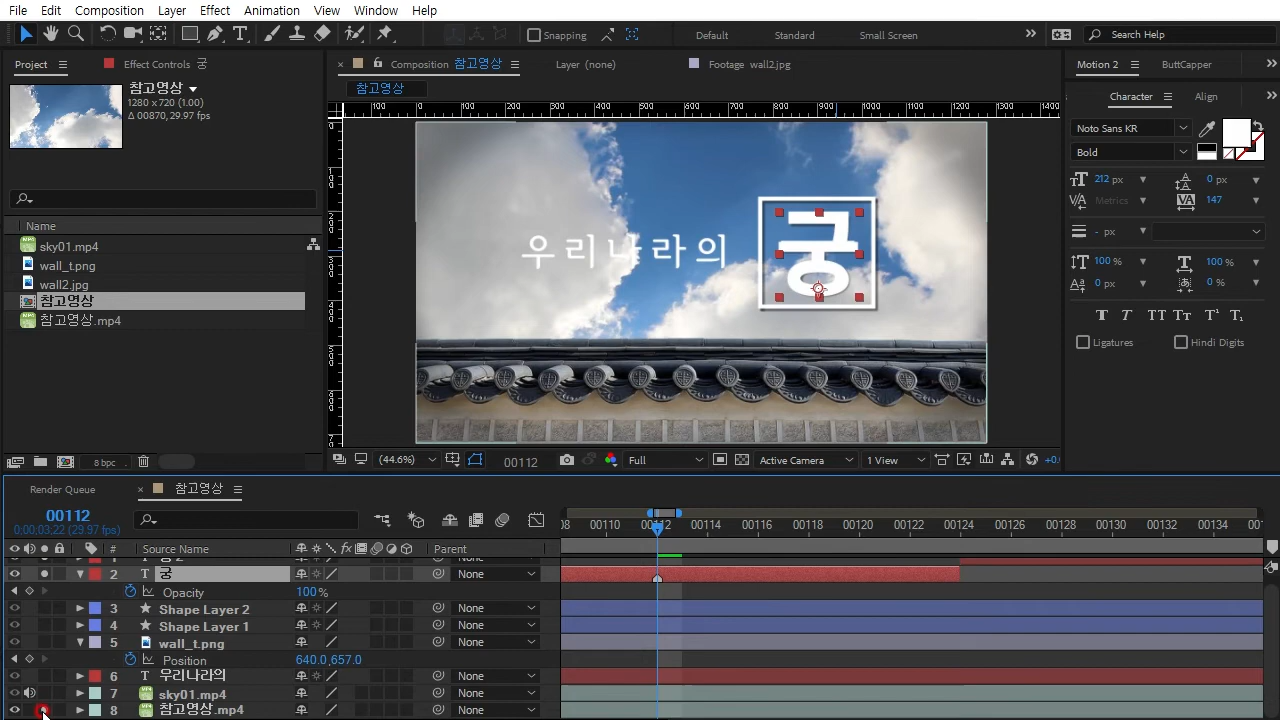 File Edit Composition Layer Effect Animation View Window Help
Snapping Default Standard Small Screen Search Help
Project Effect Controls 궁 Composition 참고영상 Layer (none) Footage wall2.jpg Motion 2 ButtCapper
참고영상
1280 x 720 (1.00)
Δ 00870, 29.97 fps
참고영상
Character Align
Noto Sans KR
Bold
212 px 0 px
Metrics 147
- px
100 % 100 %
0 px 0 %
Ligatures Hindi Digits
Name
sky01.mp4
wall_t.png
wall2.jpg
참고영상
참고영상.mp4
우리나라의 궁
8 bpc
(44.6%) 00112 Full Active Camera 1 View +0.
Render Queue 참고영상
00112
0:00:03:22 (29.97 fps)
00110 00112 00114 00116 00118 00120 00122 00124 00126 00128 00130 00132 00134
# Source Name Parent
2 T 궁 None
Opacity 100%
3 Shape Layer 2 None
4 Shape Layer 1 None
5 wall_t.png None
Position 640.0,657.0
6 T 우리나라의 None
7 sky01.mp4 None
8 참고영상.mp4 None